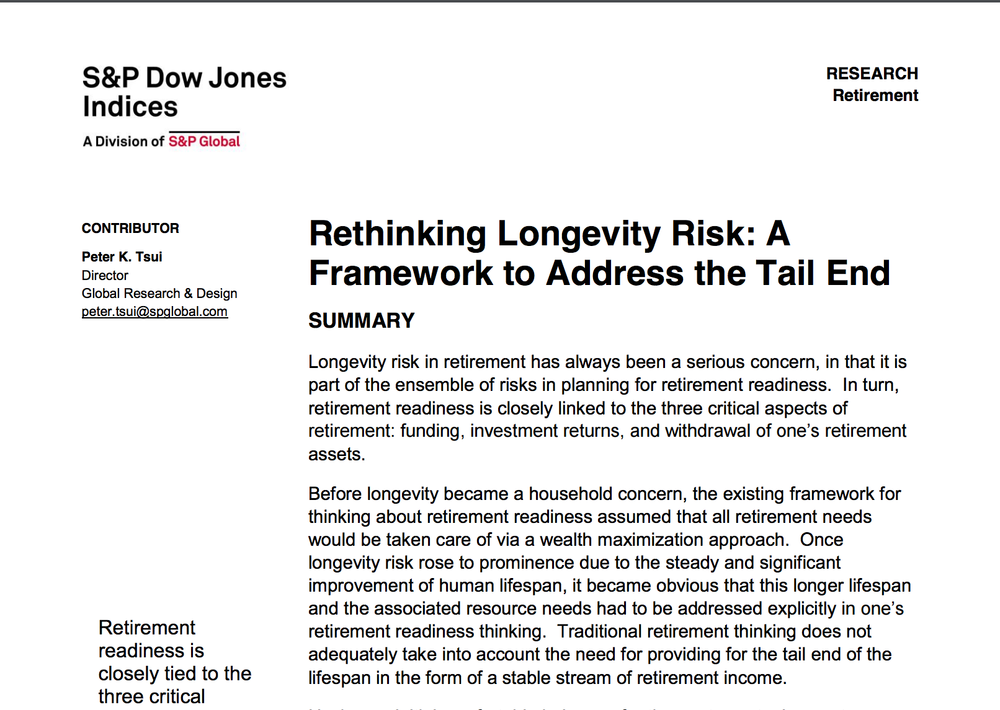 S&P Dow Jones
Indices
A Division of S&P Global
RESEARCH
Retirement
CONTRIBUTOR
Peter K. Tsui
Director
Global Research & Design
peter.tsui@spglobal.com
Retirement
readiness is
closely tied to the
three critical
Rethinking Longevity Risk: A
Framework to Address the Tail End
SUMMARY
Longevity risk in retirement has always been a serious concern, in that it is
part of the ensemble of risks in planning for retirement readiness.  In turn,
retirement readiness is closely linked to the three critical aspects of
retirement: funding, investment returns, and withdrawal of one’s retirement
assets.
Before longevity became a household concern, the existing framework for
thinking about retirement readiness assumed that all retirement needs
would be taken care of via a wealth maximization approach.  Once
longevity risk rose to prominence due to the steady and significant
improvement of human lifespan, it became obvious that this longer lifespan
and the associated resource needs had to be addressed explicitly in one’s
retirement readiness thinking.  Traditional retirement thinking does not
adequately take into account the need for providing for the tail end of the
lifespan in the form of a stable stream of retirement income.